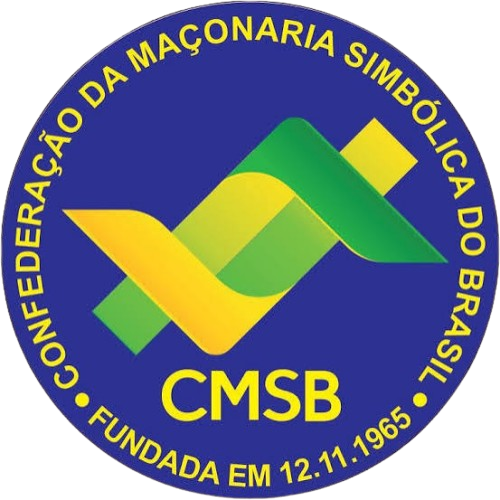 CONFEDERAÇÃO DA MAÇONARIA SIMBÓLICA DO BRASIL
CMSB
• FUNDADA EM 12.11.1965 •